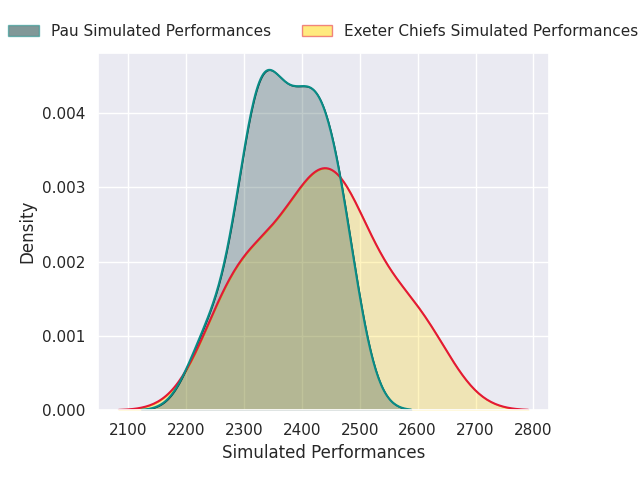 Pau Simulated Performances
Exeter Chiefs Simulated Performances
0.004
0.003
0.002
0.001
0.000
Density
2100 2200 2300 2400 2500 2600 2700 2800
Simulated Performances